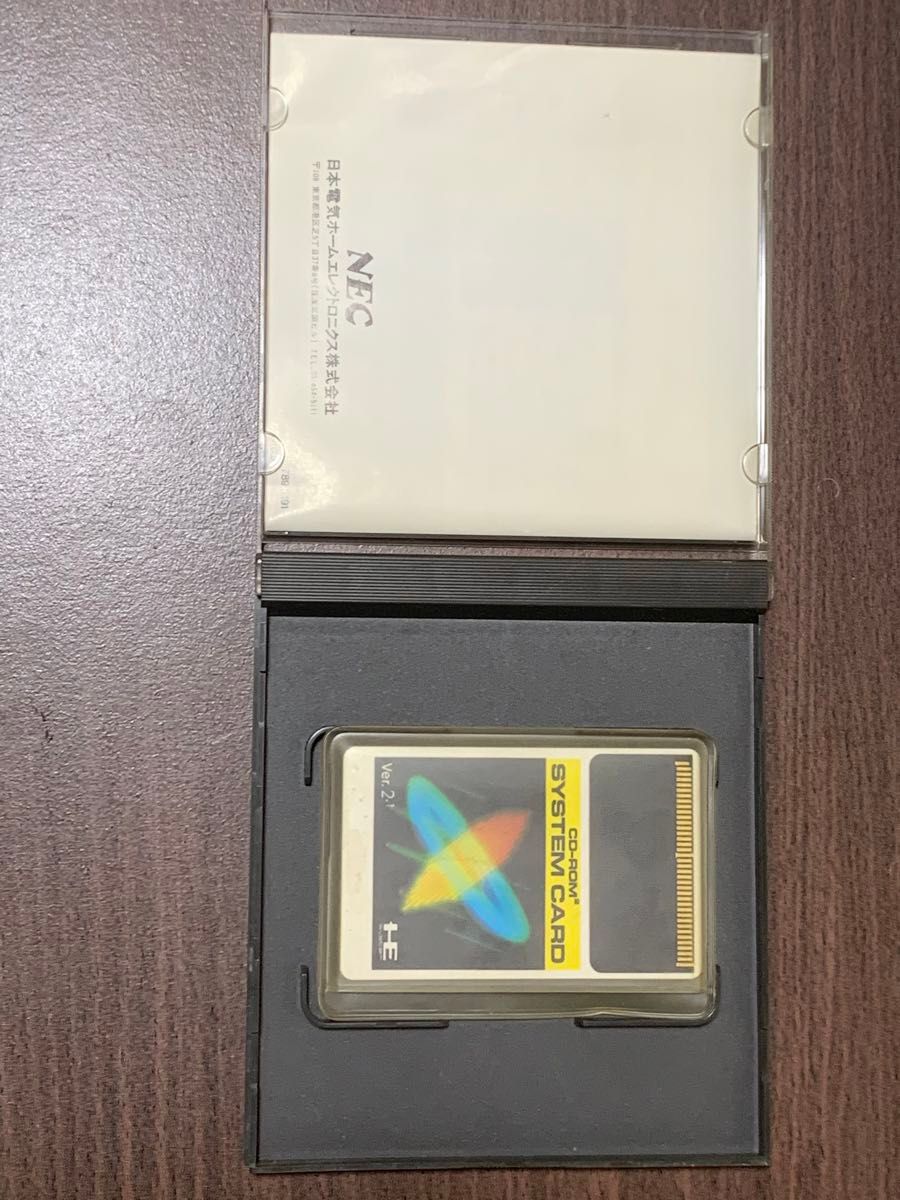 NEC
日本電気ホームエレクトロニクス株式会社
CD-ROM²
SYSTEM CARD
Ver. 2.1
HE
SYSTEM